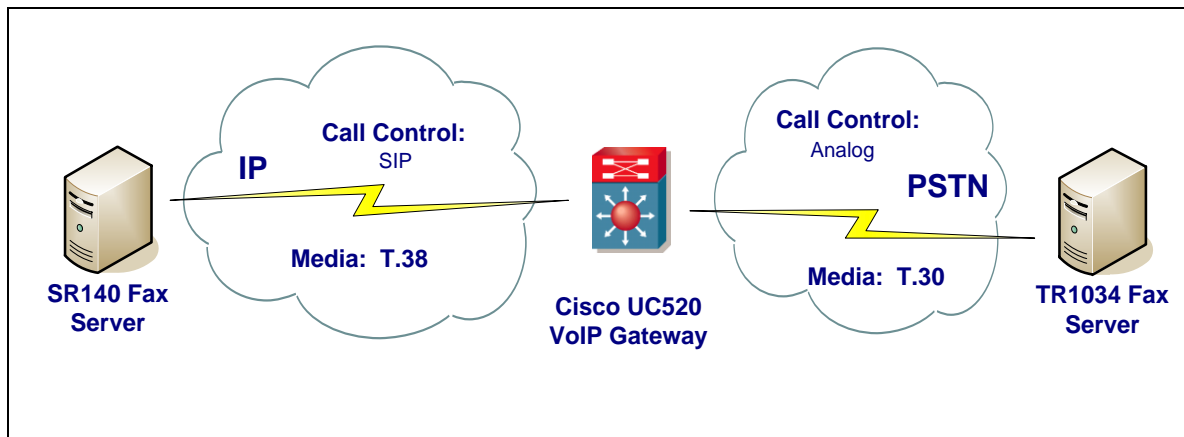 Call Control:
SIP
IP
Media:  T.38
SR140 Fax
Server
Cisco UC520
VoIP Gateway
Call Control:
Analog
PSTN
Media:  T.30
TR1034 Fax
Server